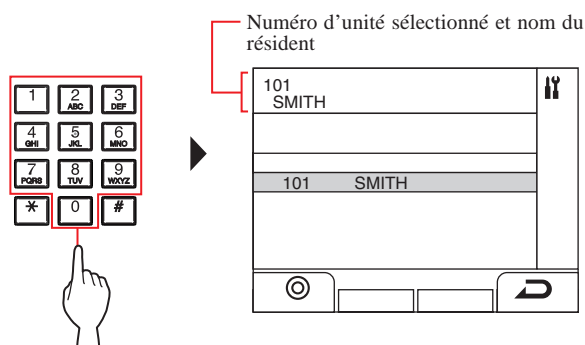 Numéro d’unité sélectionné et nom du
résident
101
SMITH
101 SMITH
1 2 ABC 3 DEF
4 GHI 5 JKL 6 MNO
7 PQRS 8 TUV 9 WXYZ
* 0 #